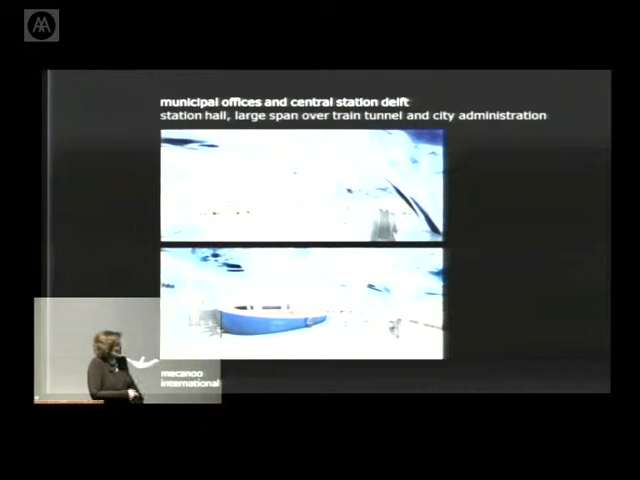 AA
municipal offices and central station delft
station hall, large span over train tunnel and city administration
mecanoo
international